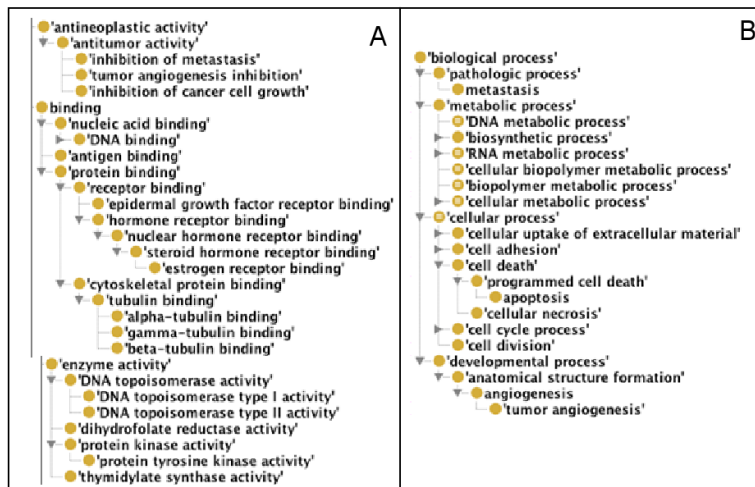 A
'antineoplastic activity'
'antitumor activity'
'inhibition of metastasis'
'tumor angiogenesis inhibition'
'inhibition of cancer cell growth'
binding
'nucleic acid binding'
'DNA binding'
'antigen binding'
'protein binding'
'receptor binding'
'epidermal growth factor receptor binding'
'hormone receptor binding'
'nuclear hormone receptor binding'
'steroid hormone receptor binding'
'estrogen receptor binding'
'cytoskeletal protein binding'
'tubulin binding'
'alpha-tubulin binding'
'gamma-tubulin binding'
'beta-tubulin binding'
'enzyme activity'
'DNA topoisomerase activity'
'DNA topoisomerase type I activity'
'DNA topoisomerase type II activity'
'dihydrofolate reductase activity'
'protein kinase activity'
'protein tyrosine kinase activity'
'thymidylate synthase activity'
B
'biological process'
'pathologic process'
metastasis
'metabolic process'
'DNA metabolic process'
'biosynthetic process'
'RNA metabolic process'
'cellular biopolymer metabolic process'
'biopolymer metabolic process'
'cellular metabolic process'
'cellular process'
'cellular uptake of extracellular material'
'cell adhesion'
'cell death'
'programmed cell death'
apoptosis
'cellular necrosis'
'cell cycle process'
'cell division'
'developmental process'
'anatomical structure formation'
angiogenesis
'tumor angiogenesis'